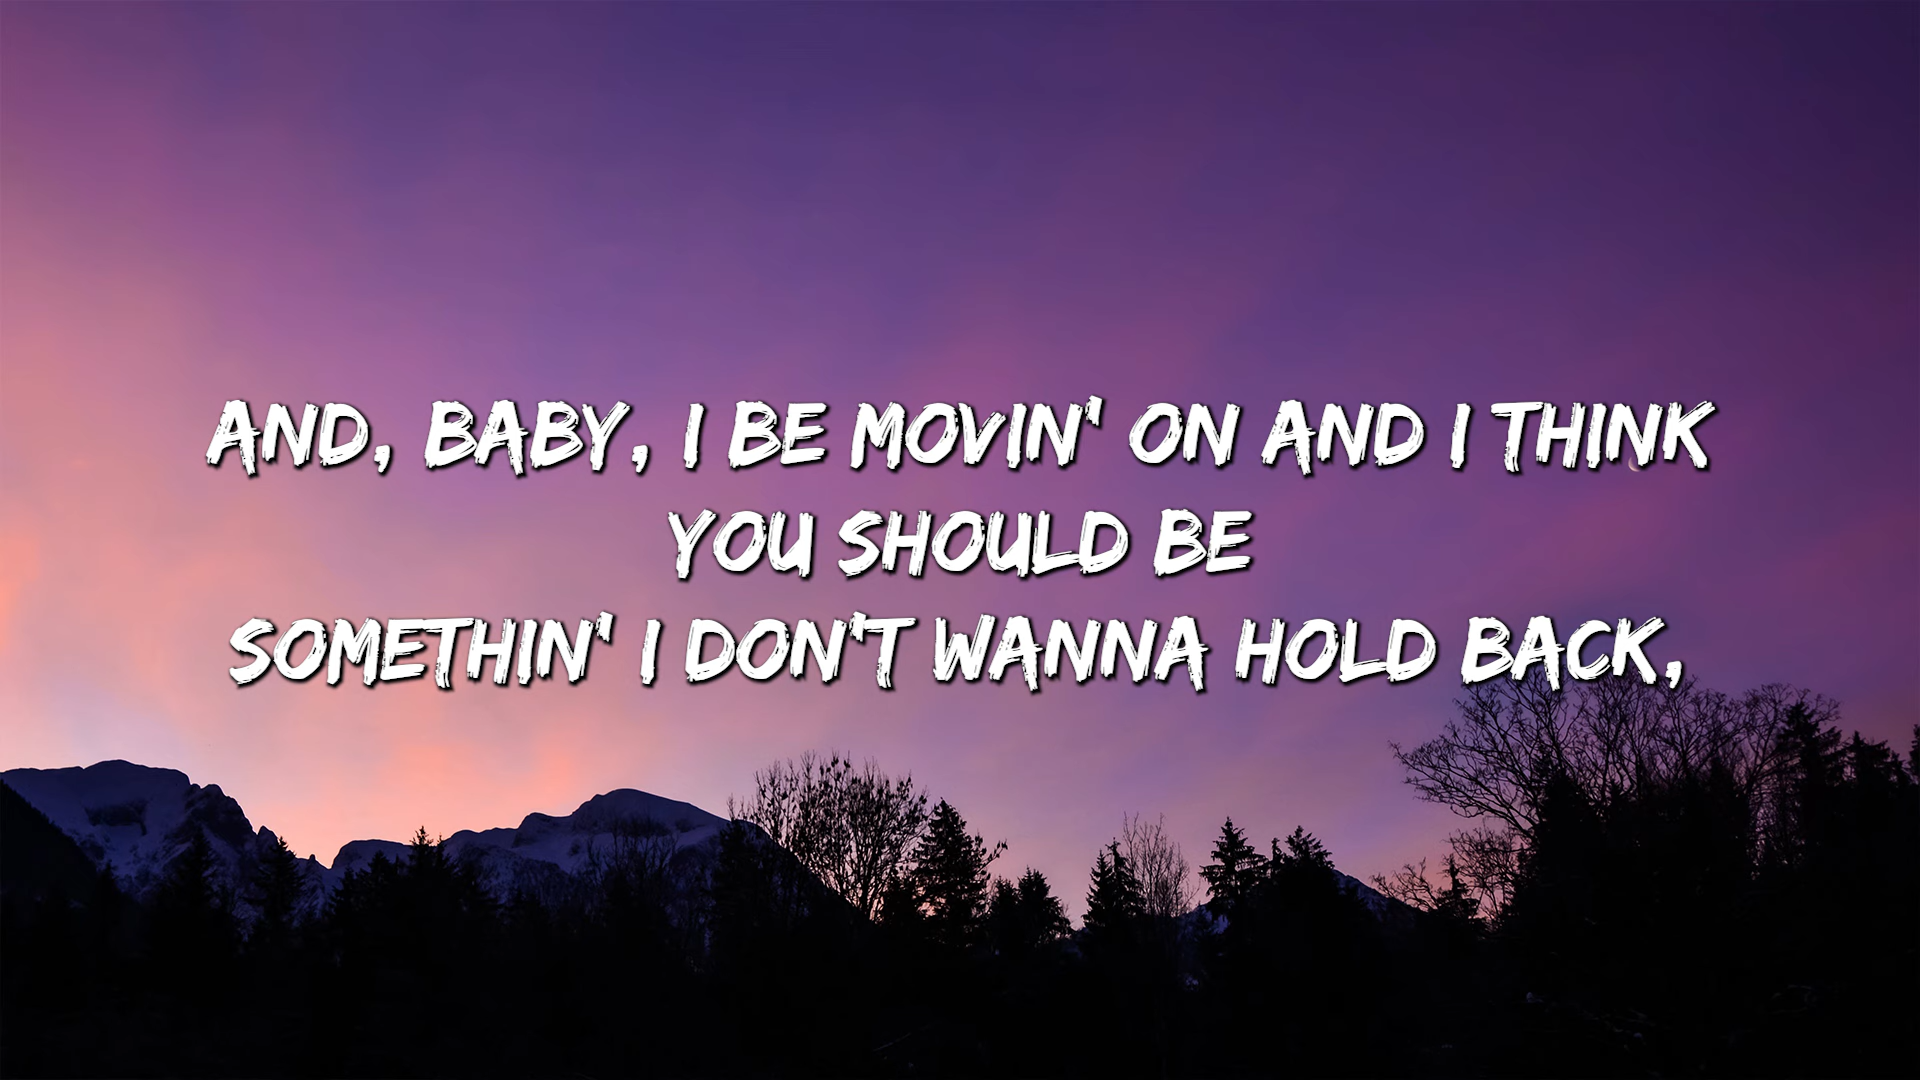 AND, BABY, I BE MOVIN' ON AND I THINK
YOU SHOULD BE
SOMETHIN' I DON'T WANNA HOLD BACK,